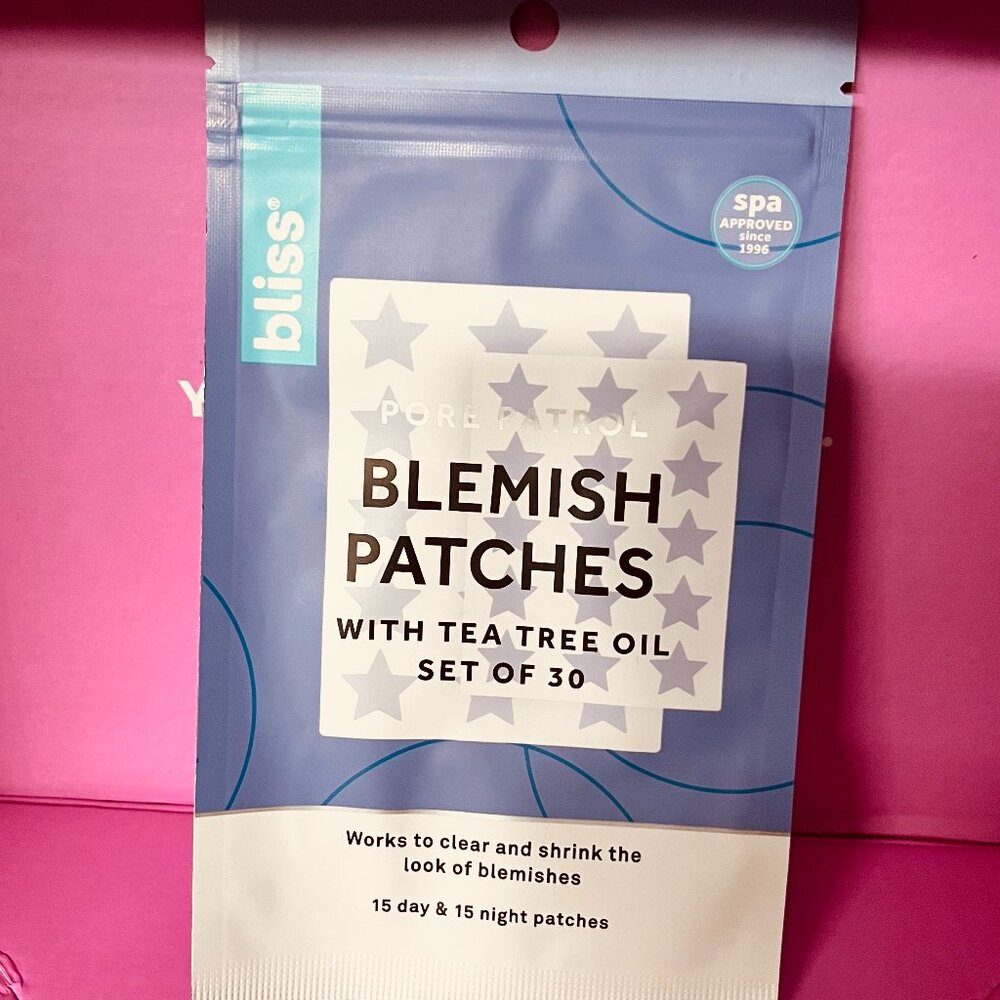 bliss®
spa
APPROVED
since
1996
PORE PATROL
BLEMISH
PATCHES
WITH TEA TREE OIL
SET OF 30
Works to clear and shrink the
look of blemishes
15 day & 15 night patches
Y